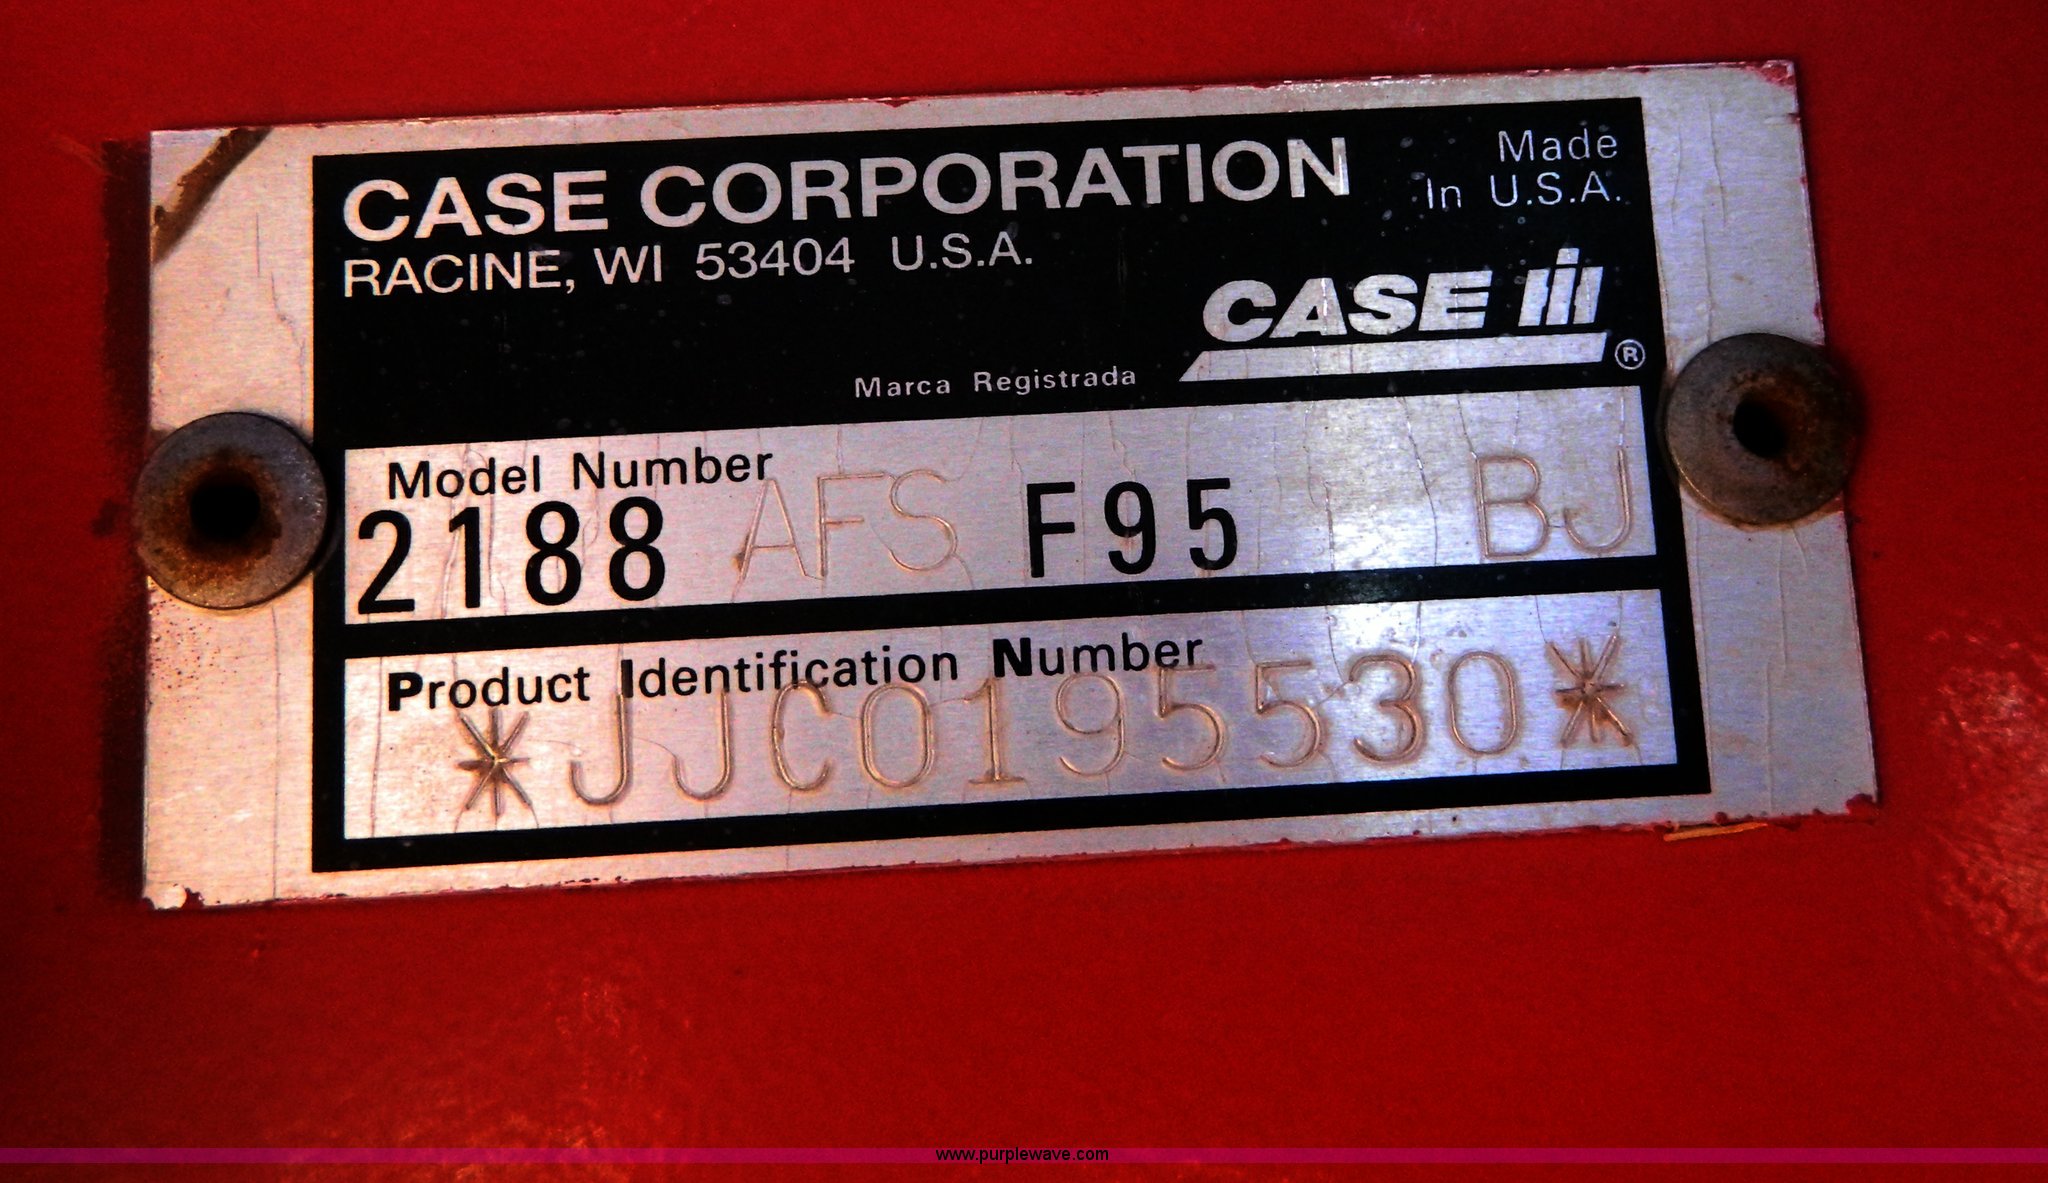 CASE CORPORATION
Made
In U.S.A.
RACINE, WI 53404 U.S.A.
CASE IH ®
Marca Registrada
Model Number
2188 AFS F95 BJ
Product Identification Number
*JJC0195530*
www.purplewave.com